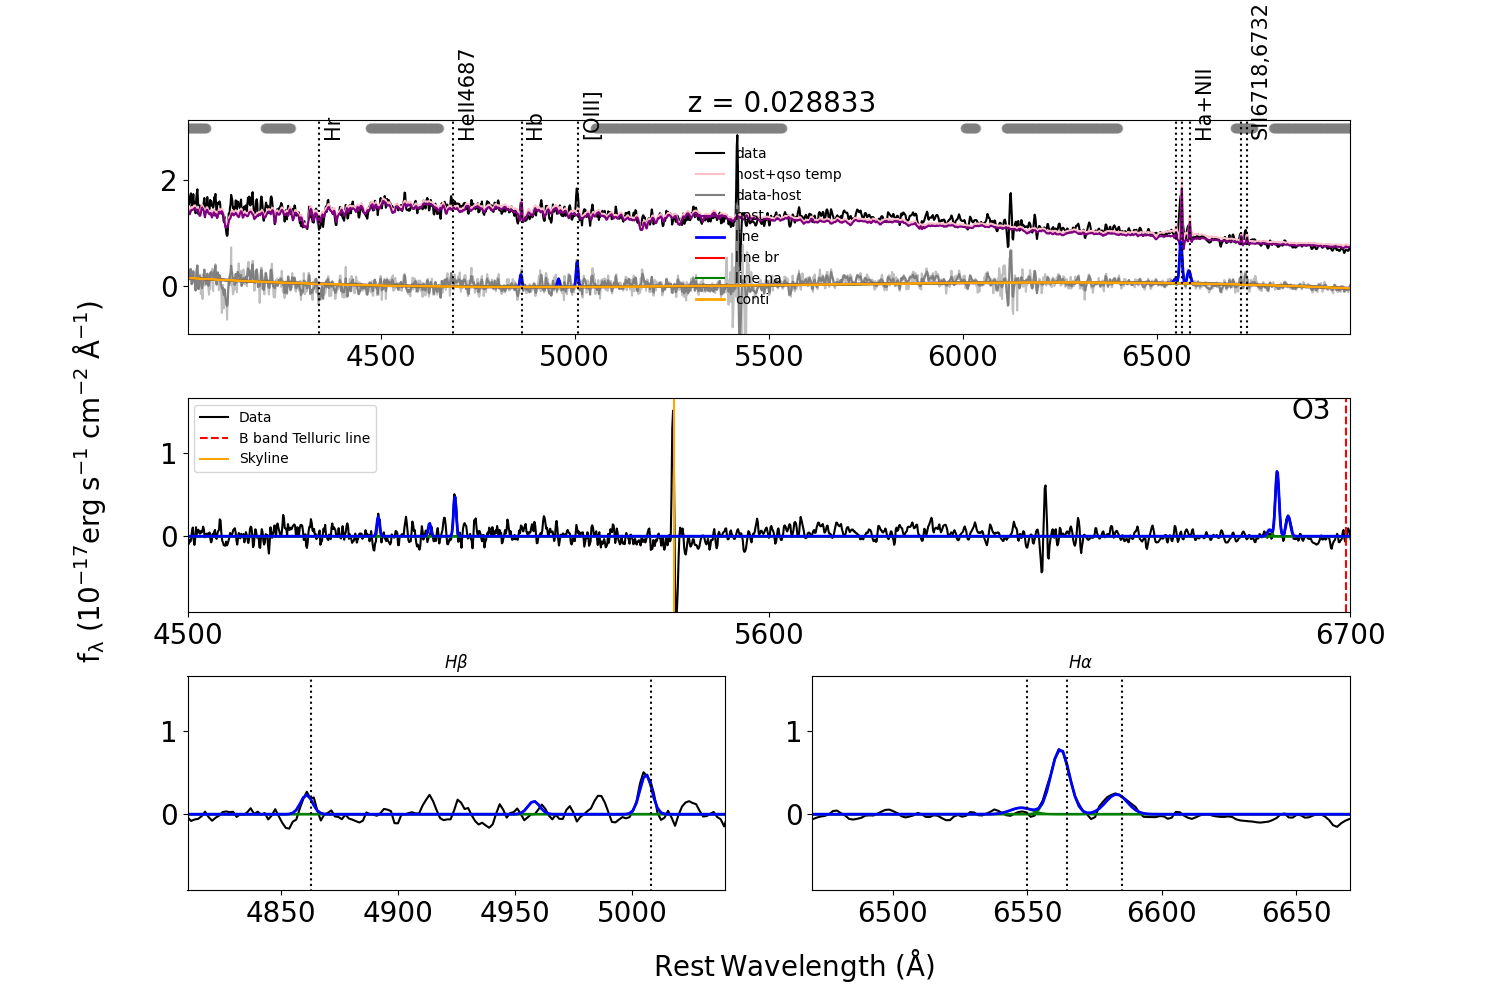 z = 0.028833
Hr
HeII4687
Hb
[OIII]
Ha+NII
SII6718,6732
data
host+qso temp
data-host
host
line
line br
line na
conti
2
0
4500 5000 5500 6000 6500
fλ (10⁻¹⁷erg s⁻¹ cm⁻² Å⁻¹)
O3
Data
B band Telluric line
Skyline
1
0
4500 5600 6700
Hβ
1
0
4850 4900 4950 5000
Hα
1
0
6500 6550 6600 6650
Rest Wavelength (Å)